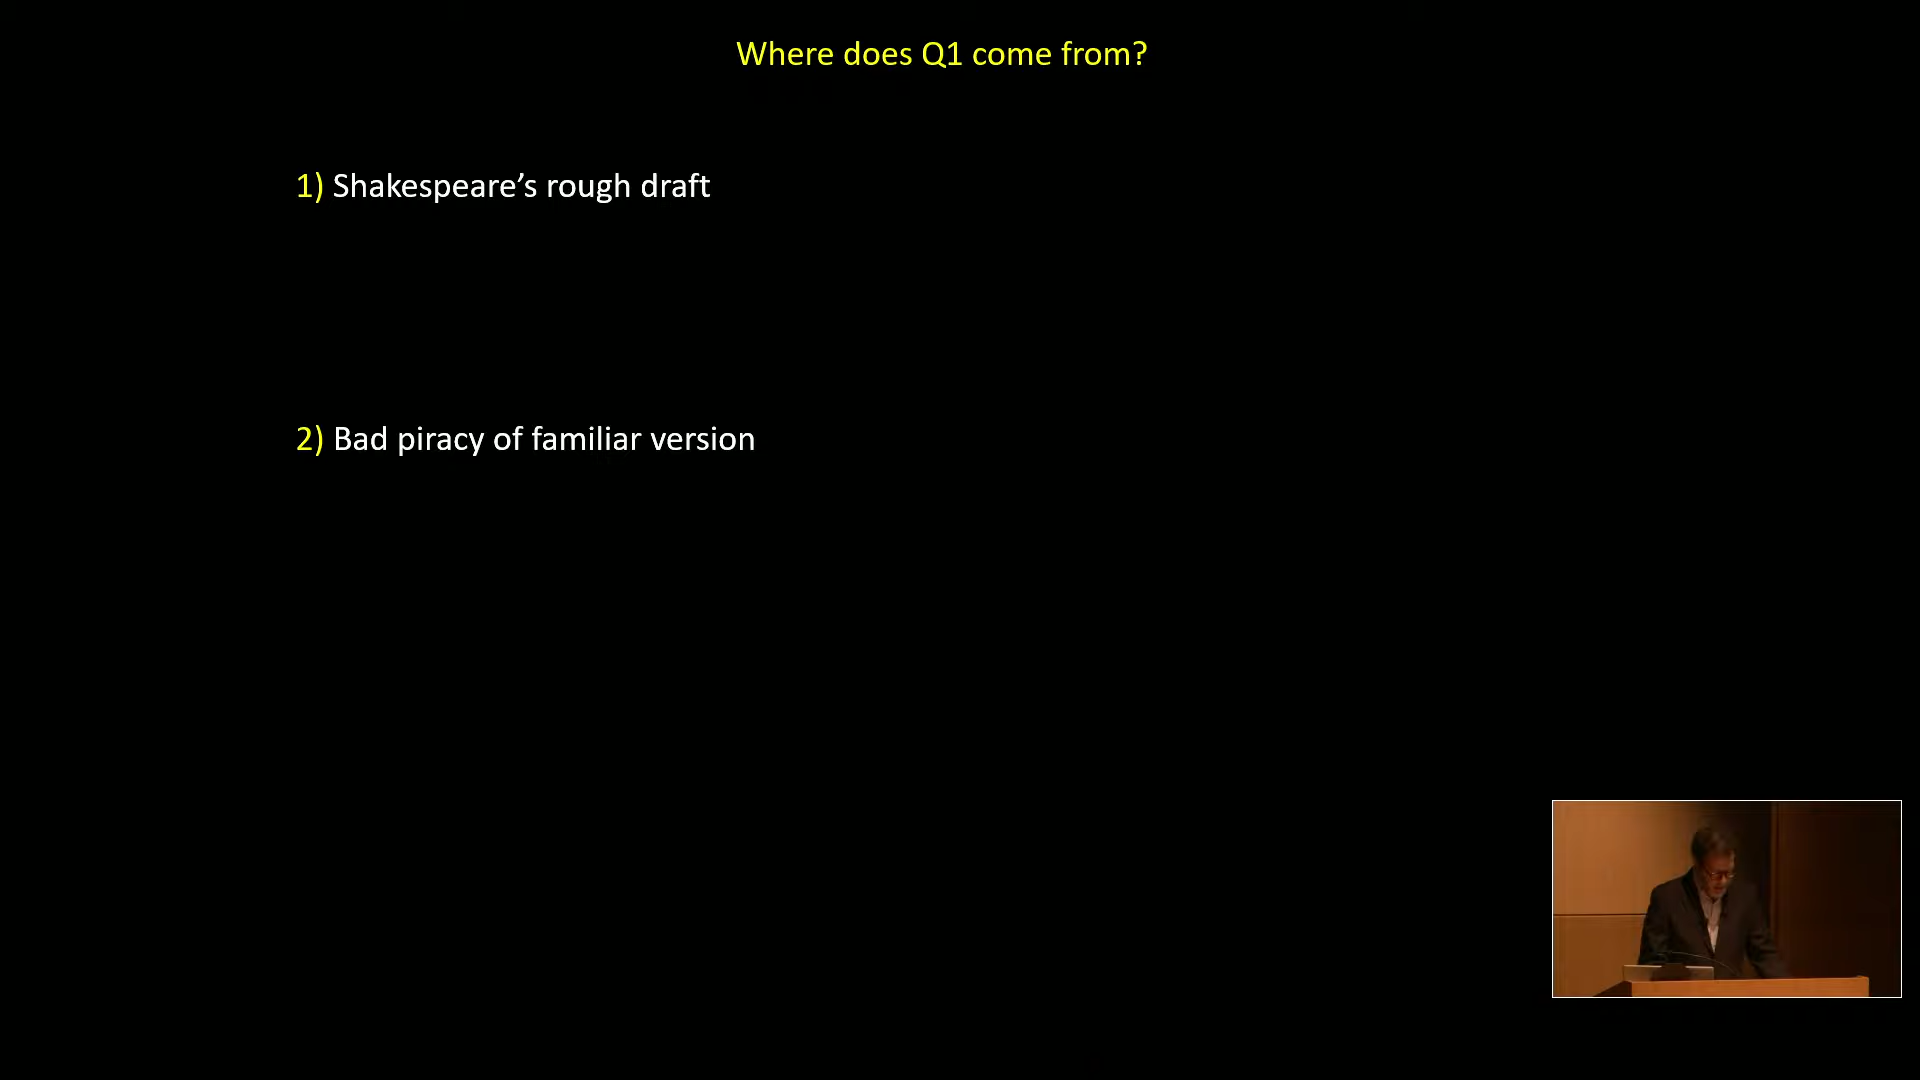 Where does Q1 come from?
1) Shakespeare’s rough draft
2) Bad piracy of familiar version